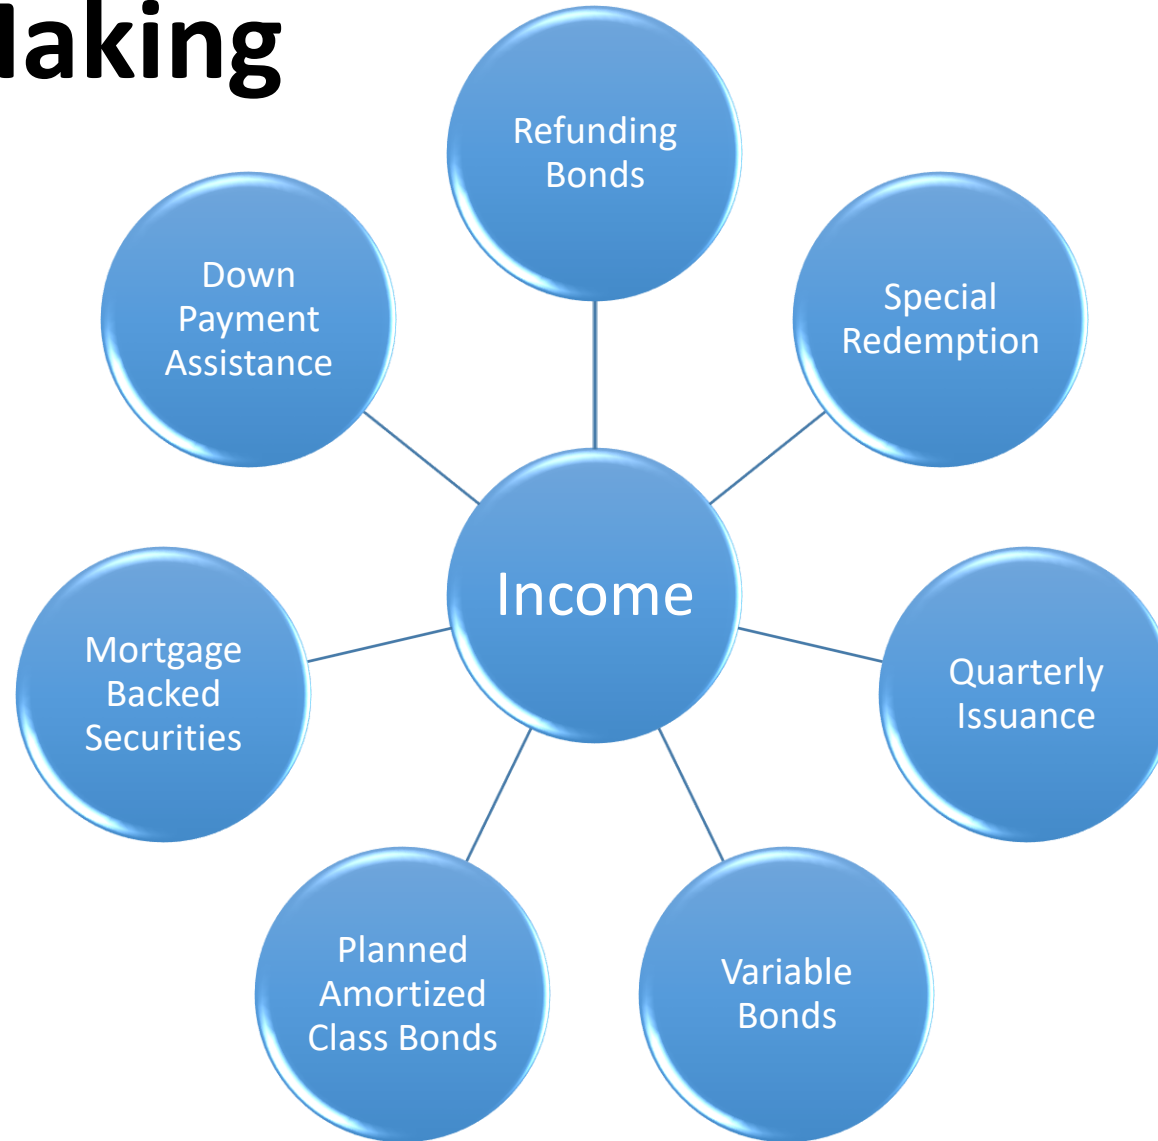 aking
Refunding
Bonds
Down
Payment
Assistance
Special
Redemption
Income
Mortgage
Backed
Securities
Quarterly
Issuance
Planned
Amortized
Class Bonds
Variable
Bonds